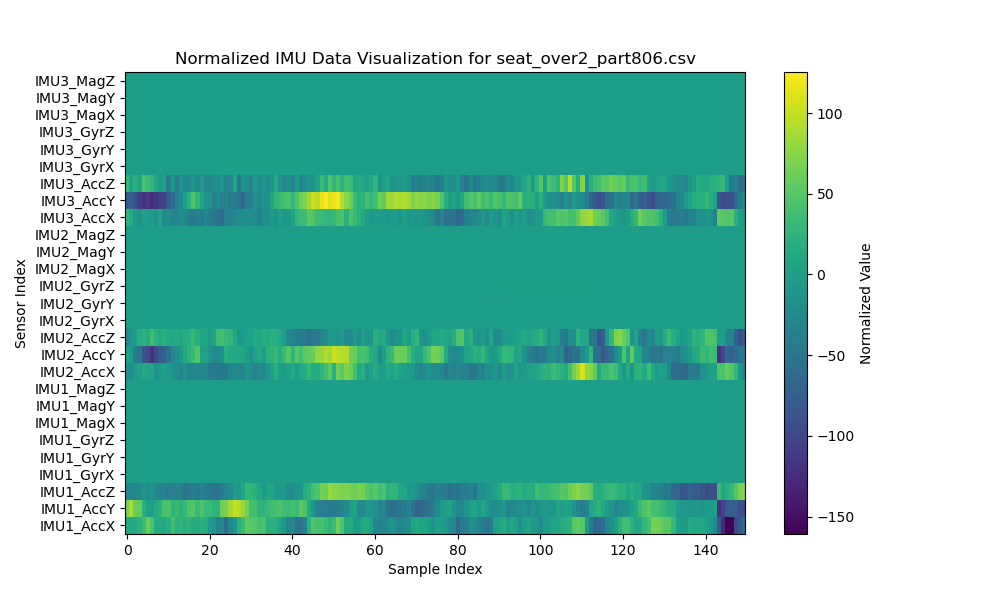 Normalized IMU Data Visualization for seat_over2_part806.csv
IMU3_MagZ
IMU3_MagY
IMU3_MagX
IMU3_GyrZ
IMU3_GyrY
IMU3_GyrX
IMU3_AccZ
IMU3_AccY
IMU3_AccX
IMU2_MagZ
IMU2_MagY
IMU2_MagX
IMU2_GyrZ
IMU2_GyrY
IMU2_GyrX
IMU2_AccZ
IMU2_AccY
IMU2_AccX
IMU1_MagZ
IMU1_MagY
IMU1_MagX
IMU1_GyrZ
IMU1_GyrY
IMU1_GyrX
IMU1_AccZ
IMU1_AccY
IMU1_AccX
Sensor Index
0 20 40 60 80 100 120 140
Sample Index
100
50
0
−50
−100
−150
Normalized Value